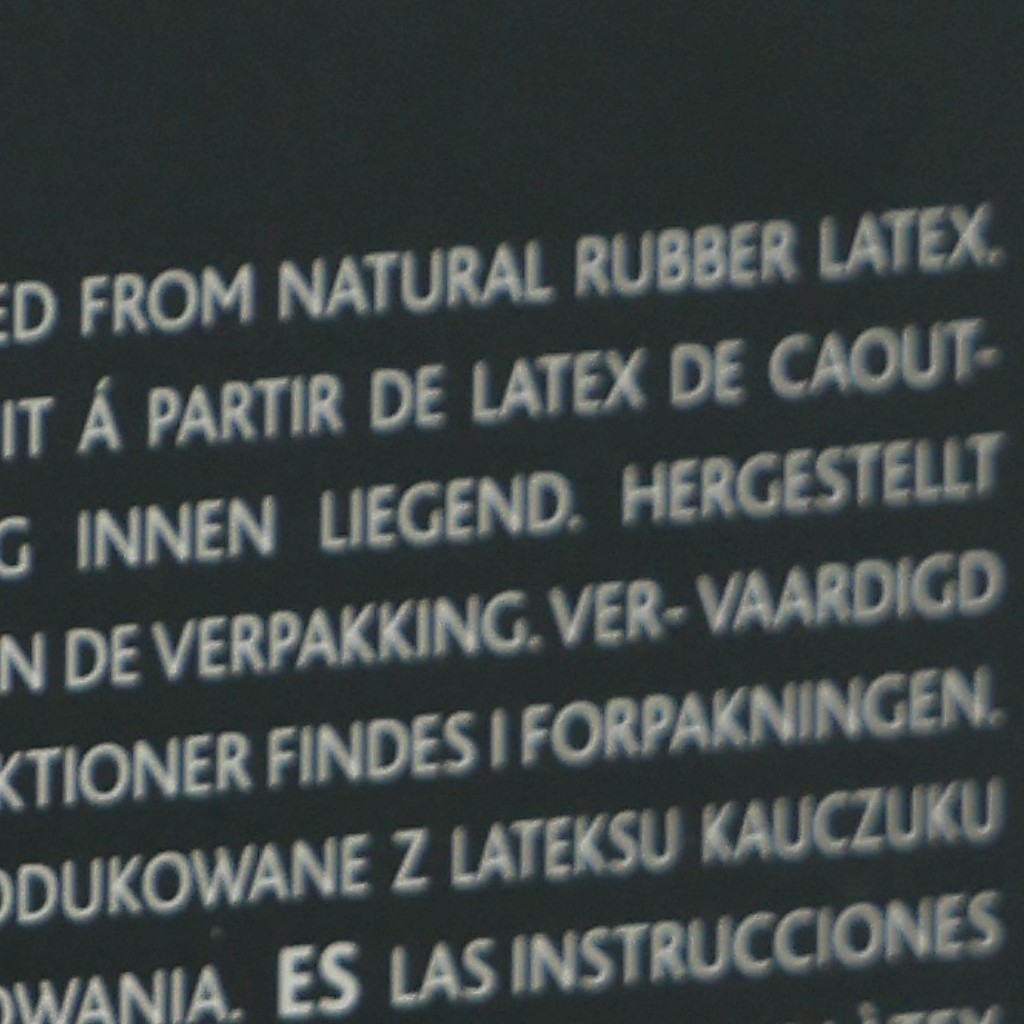 ED FROM NATURAL RUBBER LATEX.
IT Á PARTIR DE LATEX DE CAOUT-
G INNEN LIEGEND. HERGESTELLT
N DE VERPAKKING. VER- VAARDIGD
KTIONER FINDES I FORPAKNINGEN.
ODUKOWANE Z LATEKSU KAUCZUKU
OWANIA. ES LAS INSTRUCCIONES